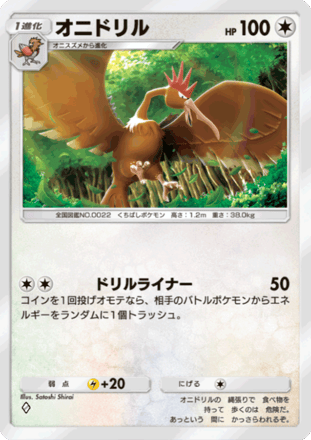 1進化
オニドリル
HP 100
オニスズメから進化
全国図鑑NO.0022 くちばしポケモン 高さ:1.2m 重さ:38.0kg
ドリルライナー 50
コインを1回投げオモテなら、相手のバトルポケモンからエネ
ルギーをランダムに1個トラッシュ。
弱 点 +20 にげる
Illus. Satoshi Shirai
オニドリルの 縄張りで 食べ物を
持って 歩くのは 危険だ。
あっという 間に かっさらわれるぞ。